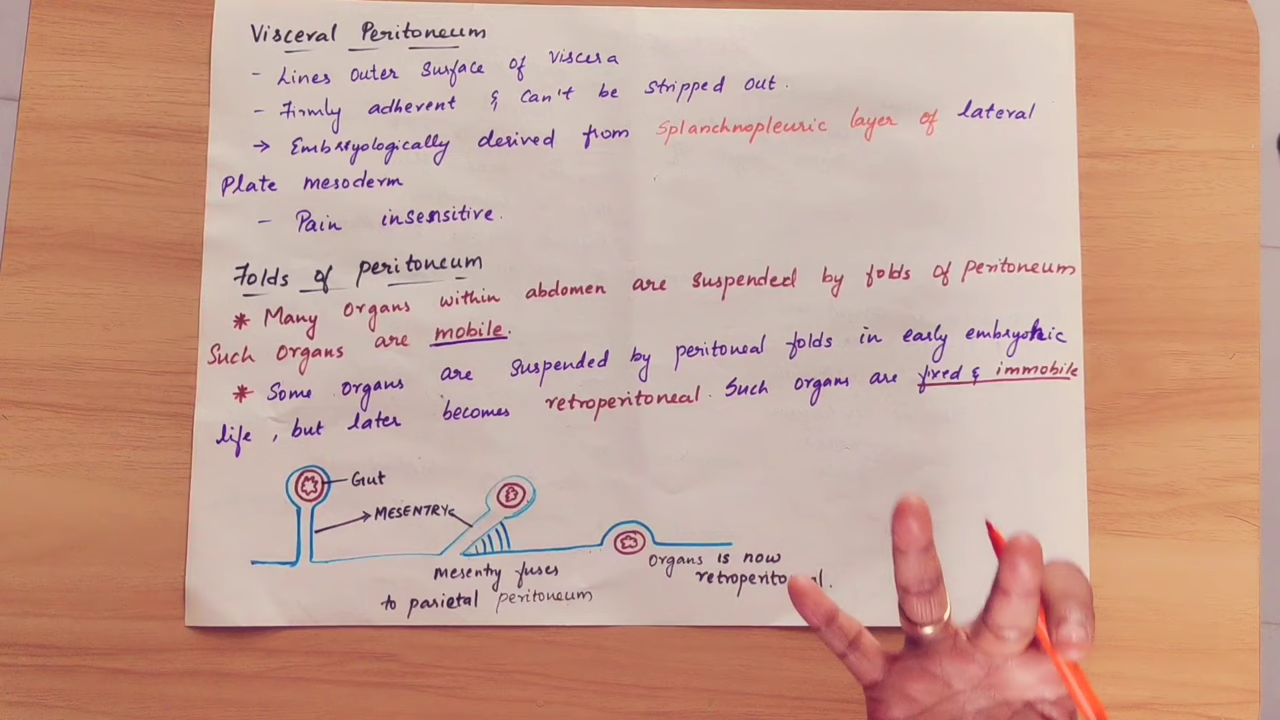 Visceral Peritoneum
- Lines outer surface of viscera
- Firmly adherent & can't be stripped out.
→ Embryologically derived from splanchnopleuric layer of lateral
Plate mesoderm
- Pain insensitive.
Folds of peritoneum
* Many organs within abdomen are suspended by folds of peritoneum
Such organs are mobile.
* Some organs are suspended by peritoneal folds in early embryonic
life, but later becomes retroperitoneal. Such organs are fixed & immobile
Gut
MESENTRY
Mesentry fuses
to parietal peritoneum
Organs is now